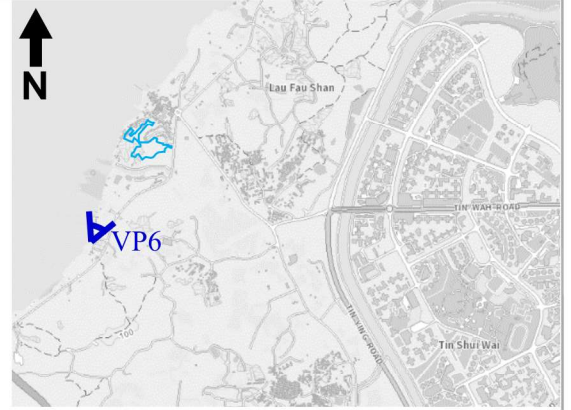 N
Lau Fau Shan
TIN WAH ROAD
VP6
100
TIN YING ROAD
Tin Shui Wai